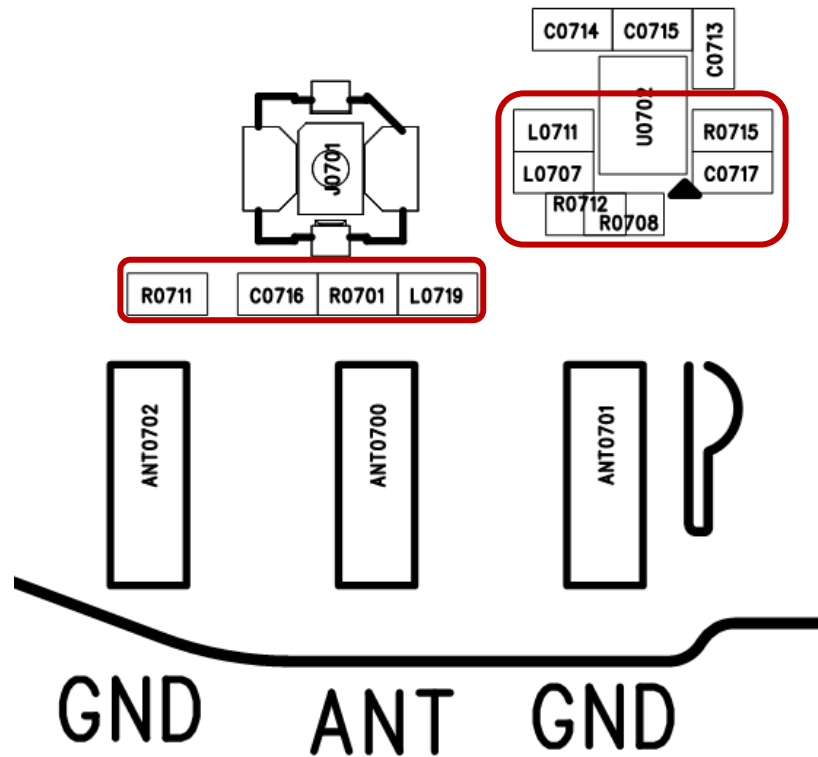 C0714 C0715 C0713
U0702
L0711 R0715
J0701
L0707 C0717
R0712
R0708
R0711 C0716 R0701 L0719
ANT0702 ANT0700 ANT0701
GND ANT GND